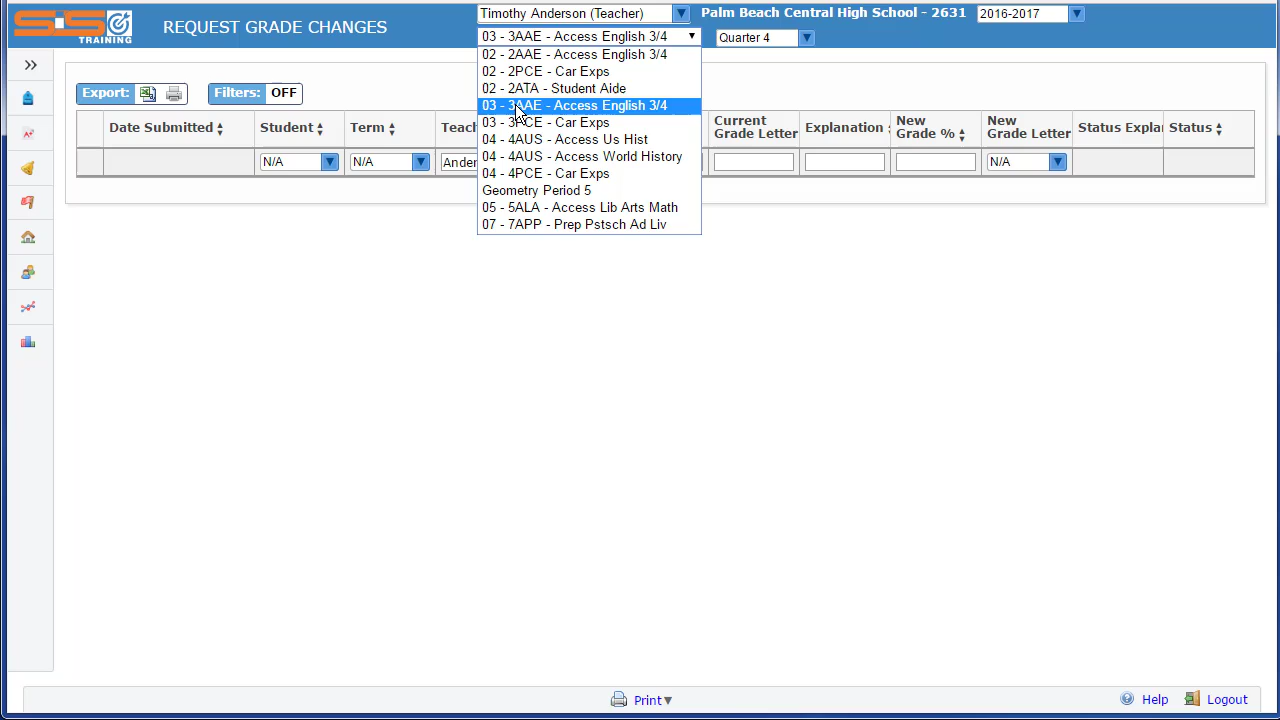 SIS
TRAINING
REQUEST GRADE CHANGES
Timothy Anderson (Teacher)
Palm Beach Central High School - 2631
2016-2017
03 - 3AAE - Access English 3/4
Quarter 4
02 - 2AAE - Access English 3/4
02 - 2PCE - Car Exps
02 - 2ATA - Student Aide
03 - 3AAE - Access English 3/4
03 - 3PCE - Car Exps
04 - 4AUS - Access Us Hist
04 - 4AUS - Access World History
04 - 4PCE - Car Exps
Geometry Period 5
05 - 5ALA - Access Lib Arts Math
07 - 7APP - Prep Pstsch Ad Liv
Export:
Filters: OFF
Date Submitted
Student
Term
Teach
Current Grade Letter
Explanation
New Grade %
New Grade Letter
Status Explai
Status
N/A
N/A
Ander
N/A
Print
Help
Logout